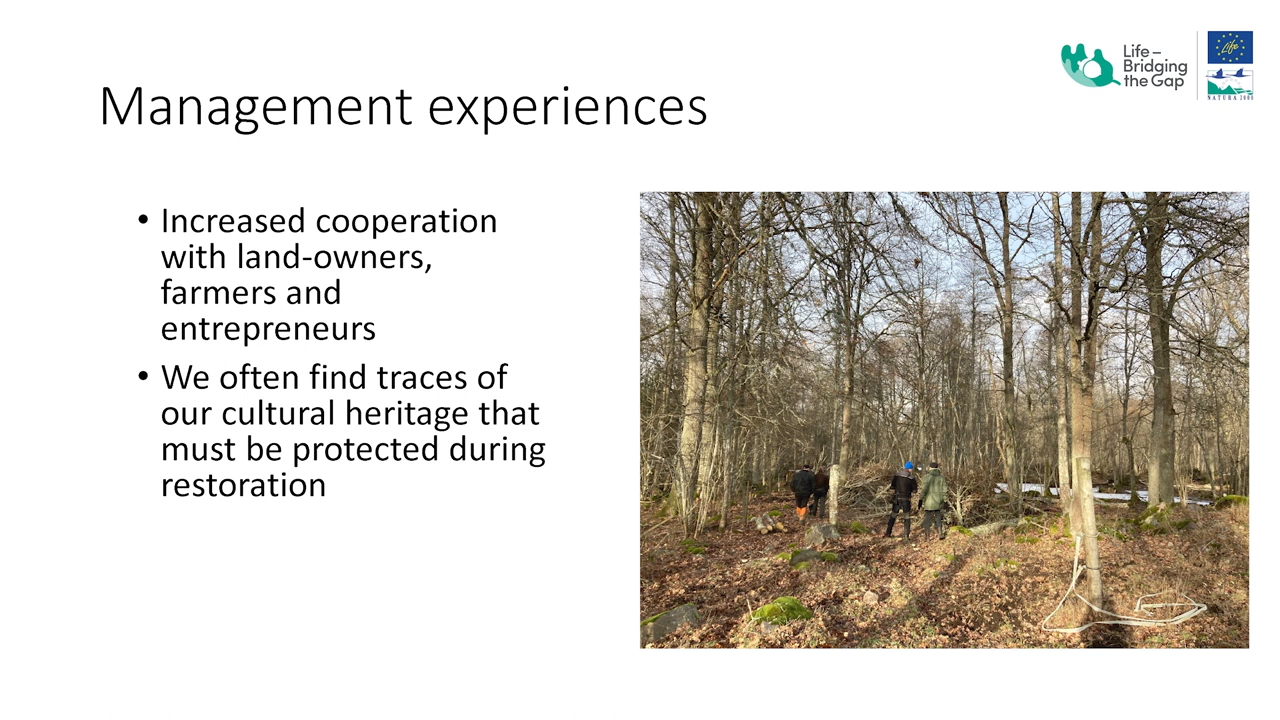 Life –
Bridging
the Gap
Life
NATURA 2000
Management experiences
• Increased cooperation
with land-owners,
farmers and
entrepreneurs
• We often find traces of
our cultural heritage that
must be protected during
restoration